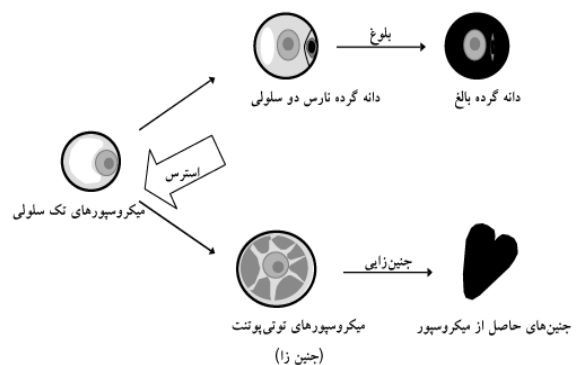 بلوغ
دانه گرده نارس دو سلولی
دانه گرده بالغ
استرس
میکروسپورهای تک سلولی
جنین‌زایی
میکروسپورهای توتی‌پوتنت
(جنین زا)
جنین‌های حاصل از میکروسپور